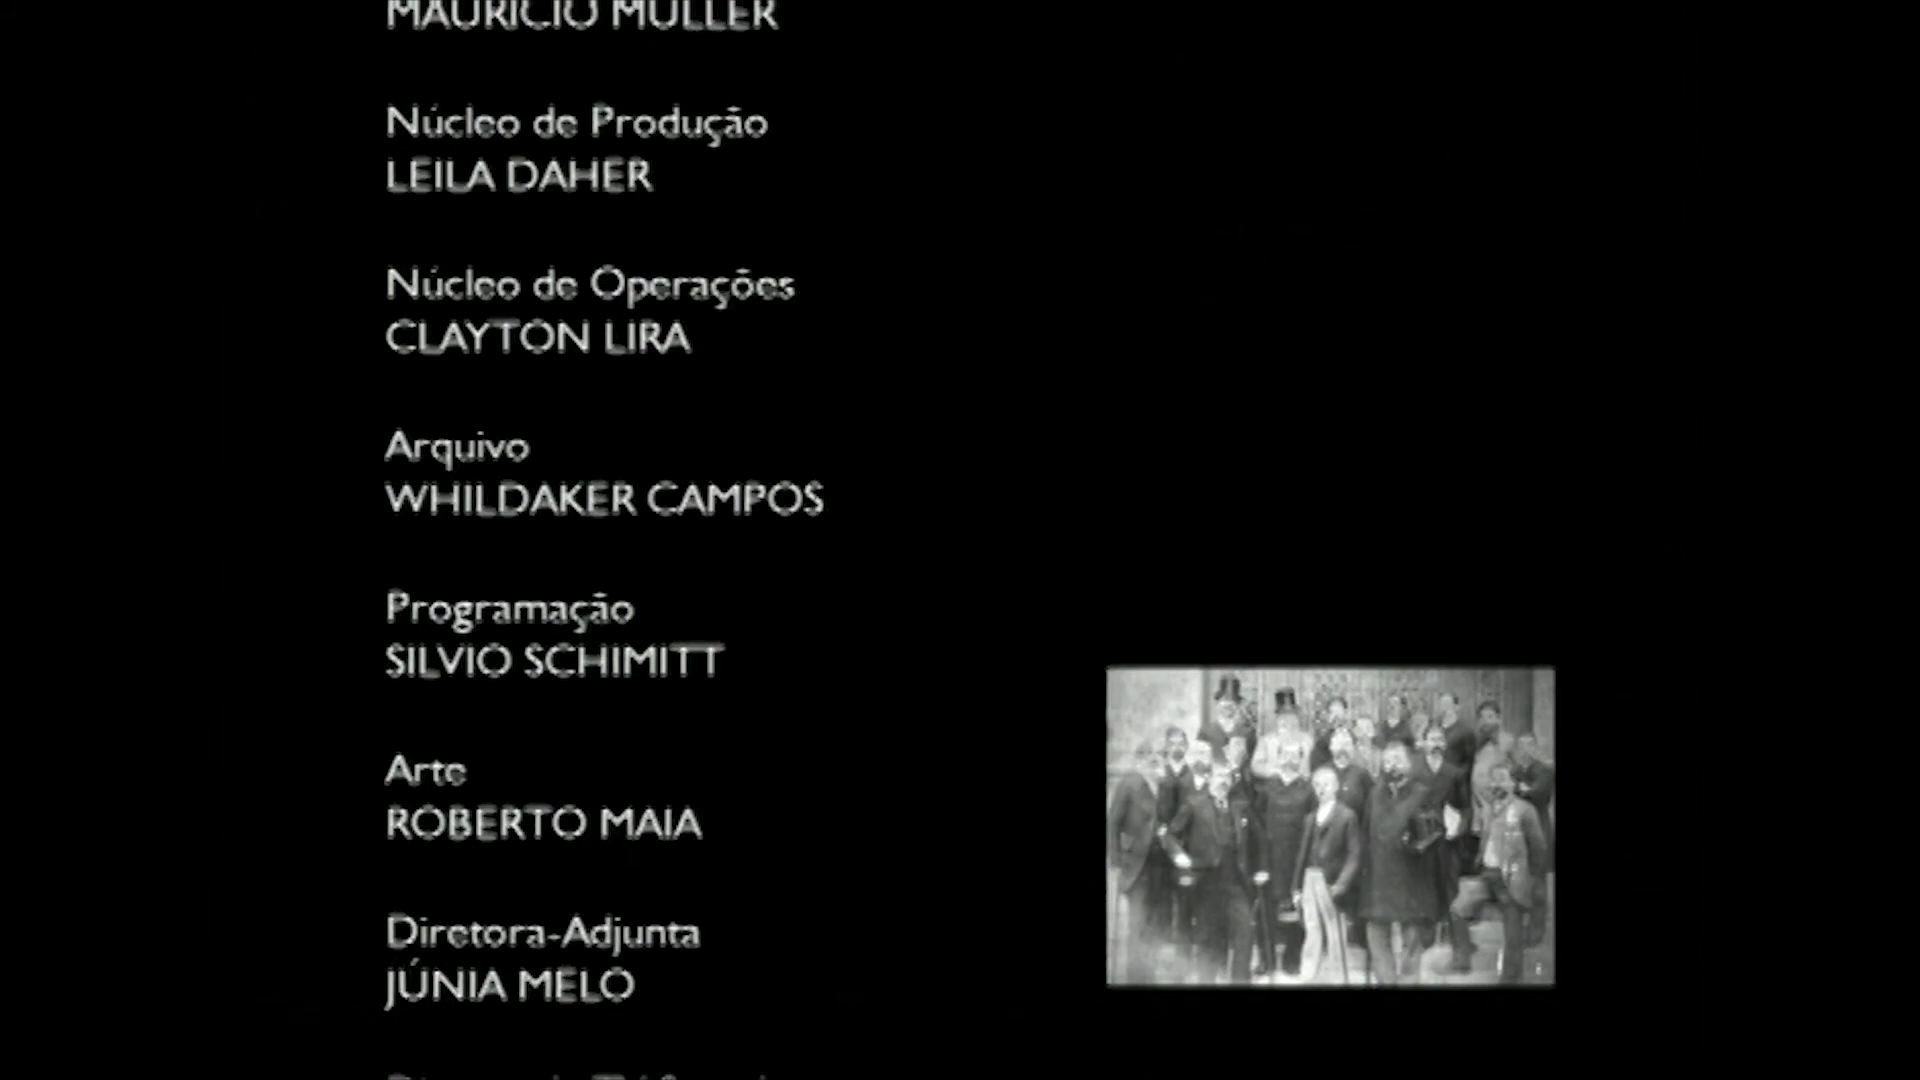 MAURICIO MULLER
Núcleo de Produção
LEILA DAHER
Núcleo de Operações
CLAYTON LIRA
Arquivo
WHILDAKER CAMPOS
Programação
SILVIO SCHIMITT
Arte
ROBERTO MAIA
Diretora-Adjunta
JÚNIA MELO